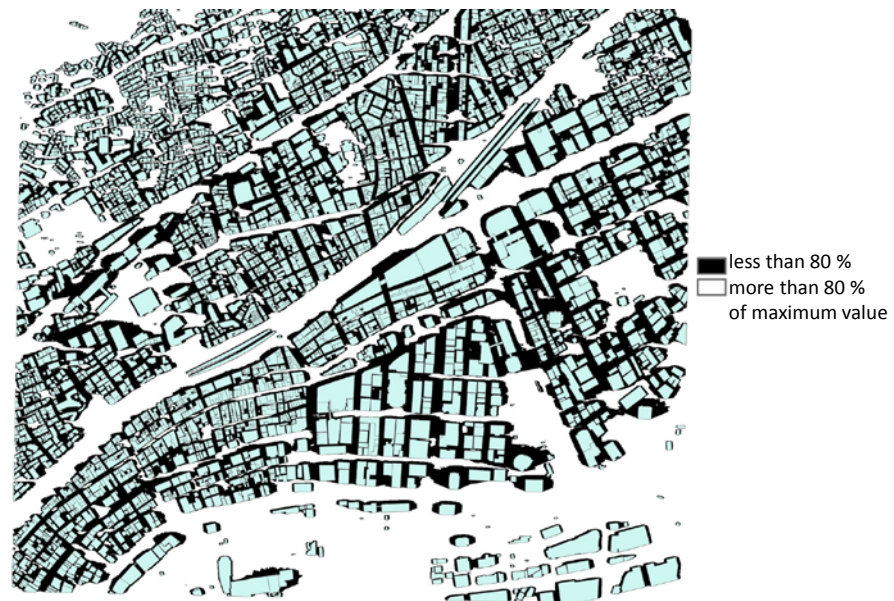 less than 80 %
more than 80 %
of maximum value